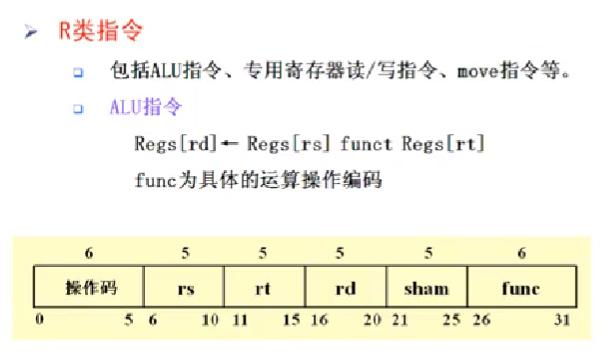 ➢ R类指令
❑ 包括ALU指令、专用寄存器读/写指令、move指令等。
❑ ALU指令
Regs[rd]← Regs[rs] funct Regs[rt]
func为具体的运算操作编码
6 5 5 5 5 6
操作码 rs rt rd sham func
0 5 6 10 11 15 16 20 21 25 26 31